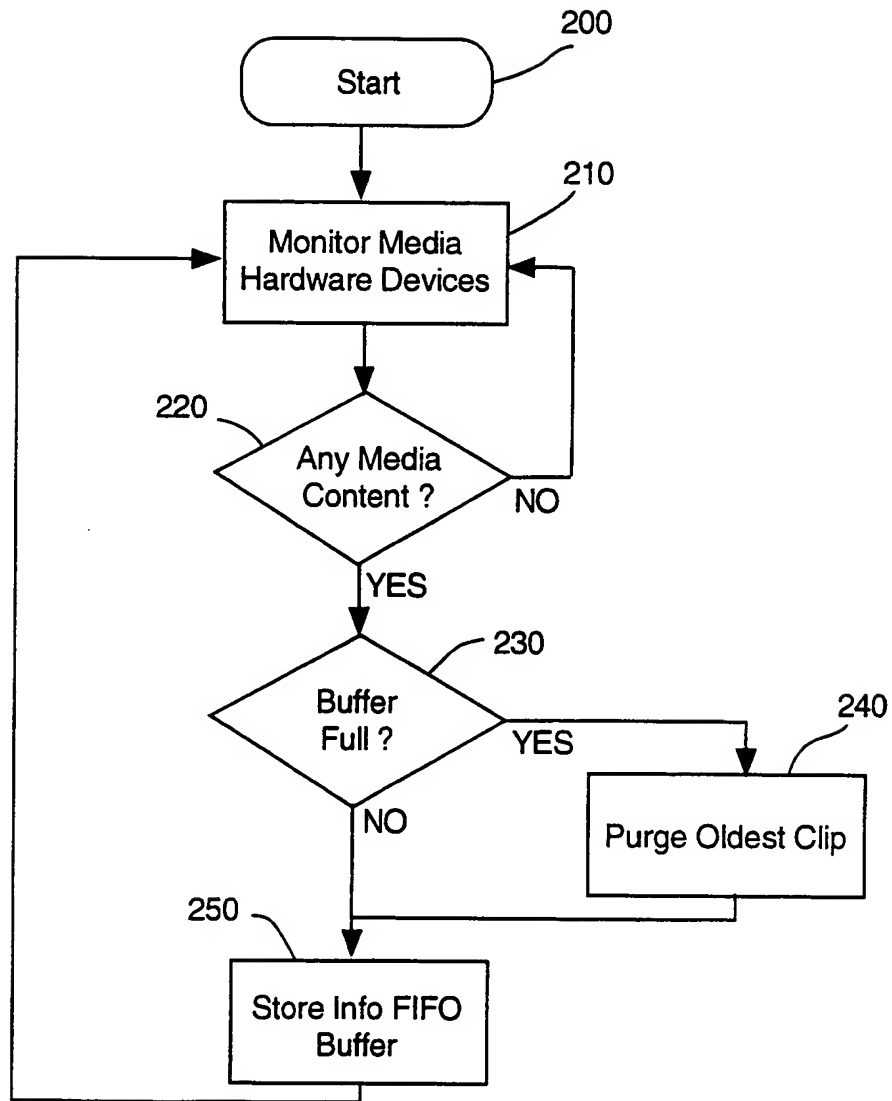 200
Start
210
Monitor Media
Hardware Devices
220
Any Media
Content ?
NO
YES
230
Buffer
Full ?
YES
240
NO
Purge Oldest Clip
250
Store Info FIFO
Buffer